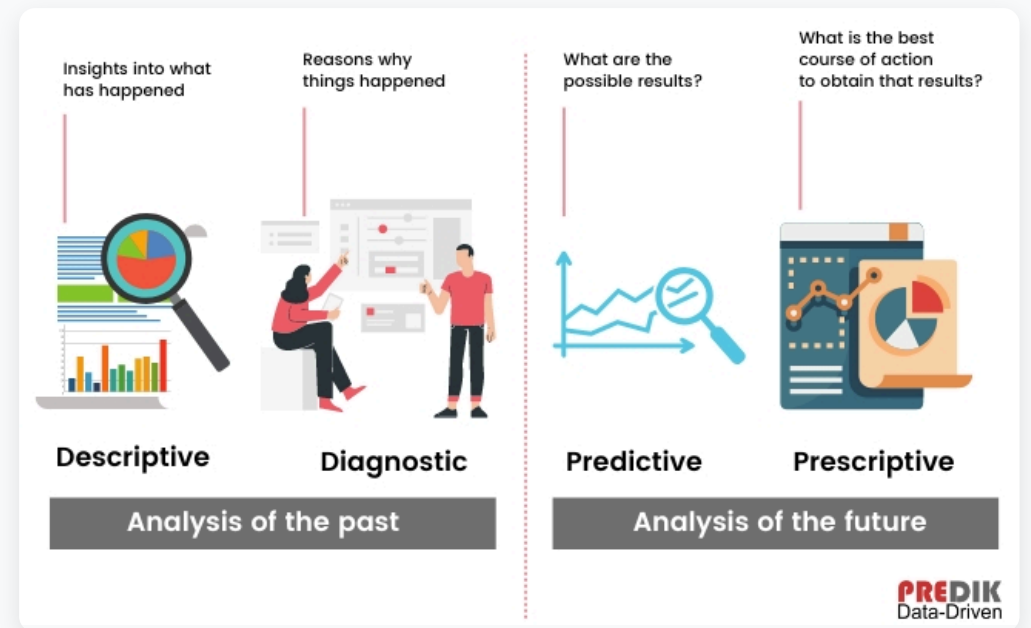 Insights into what
has happened
Reasons why
things happened
What are the
possible results?
What is the best
course of action
to obtain that results?
Descriptive
Diagnostic
Predictive
Prescriptive
Analysis of the past
Analysis of the future
PREDIK
Data-Driven